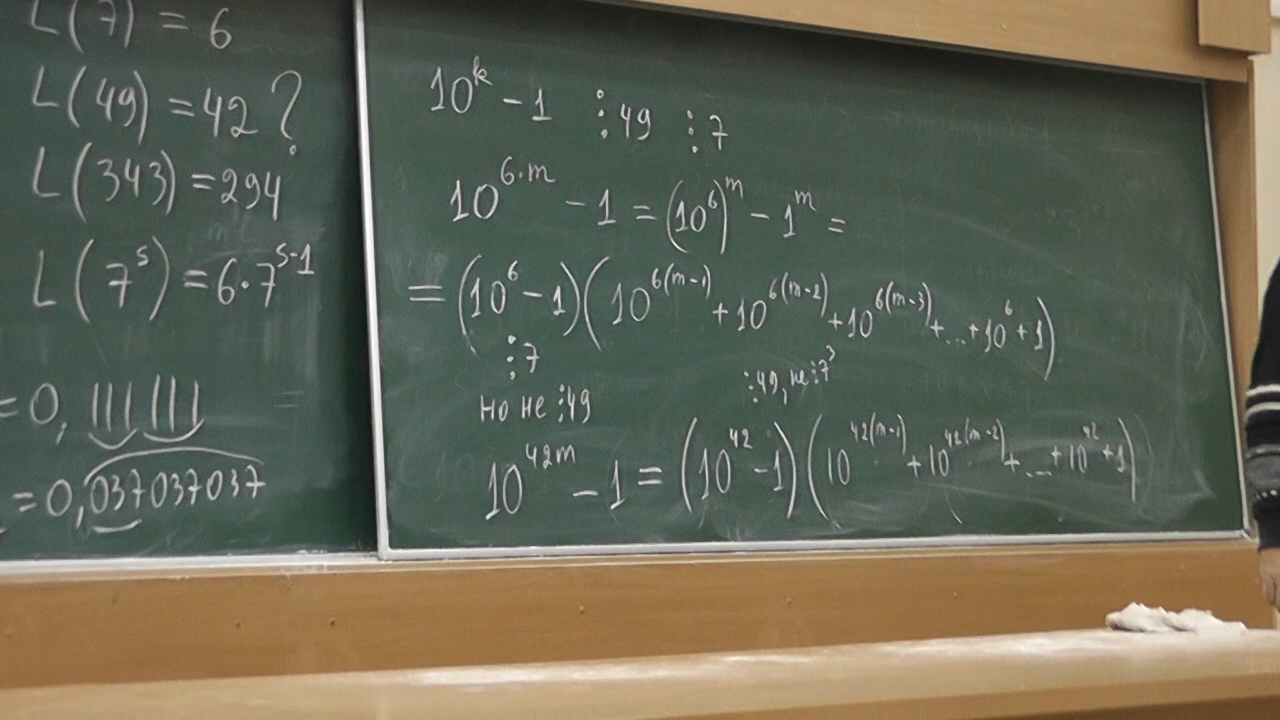 L(7) = 6
L(49) = 42 ?
L(343) = 294
L(7^s) = 6·7^(s-1)
= 0, 111 111
= 0,037037037
10^k - 1 ⋮49 ⋮7
10^(6·m) - 1 = (10^6)^m - 1^m =
= (10^6 - 1)(10^(6(m-1)) + 10^(6(m-2)) + 10^(6(m-3)) + ... + 10^6 + 1)
⋮7
но не ⋮49
⋮49, не ⋮7^3
10^(42m) - 1 = (10^42 - 1)(10^(42(m-1)) + 10^(42(m-2)) + ... + 10^42 + 1)